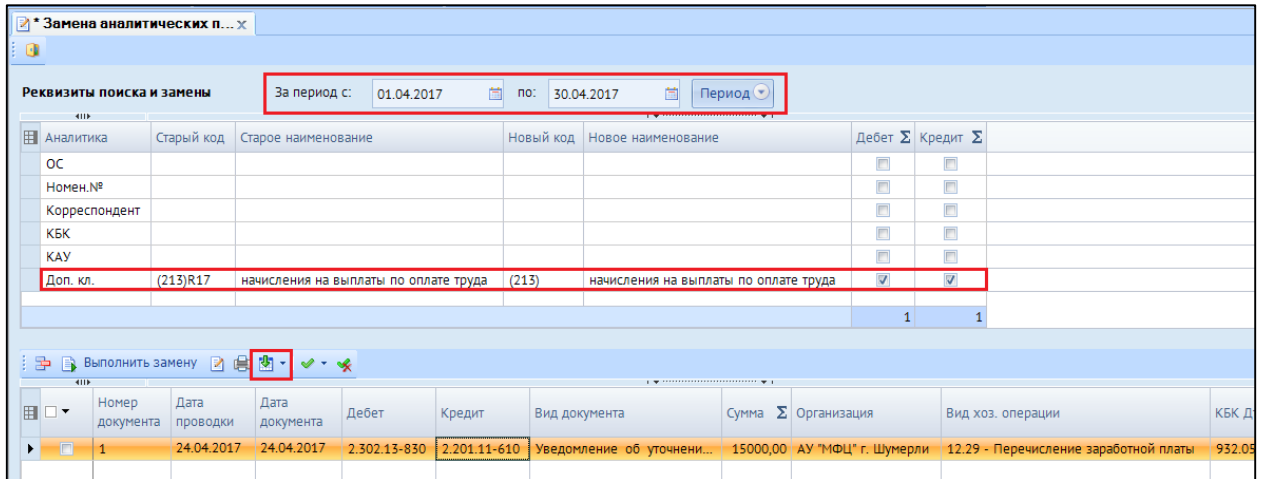 * Замена аналитических п... x
Реквизиты поиска и замены За период с: 01.04.2017 по: 30.04.2017 Период
Аналитика Старый код Старое наименование Новый код Новое наименование Дебет Σ Кредит Σ
ОС
Номен.№
Корреспондент
КБК
КАУ
Доп. кл. (213)R17 начисления на выплаты по оплате труда (213) начисления на выплаты по оплате труда
1 1
Выполнить замену
Номер документа Дата проводки Дата документа Дебет Кредит Вид документа Сумма Σ Организация Вид хоз. операции КБК Д
1 24.04.2017 24.04.2017 2.302.13-830 2.201.11-610 Уведомление об уточнени... 15000,00 АУ "МФЦ" г. Шумерли 12.29 - Перечисление заработной платы 932.05